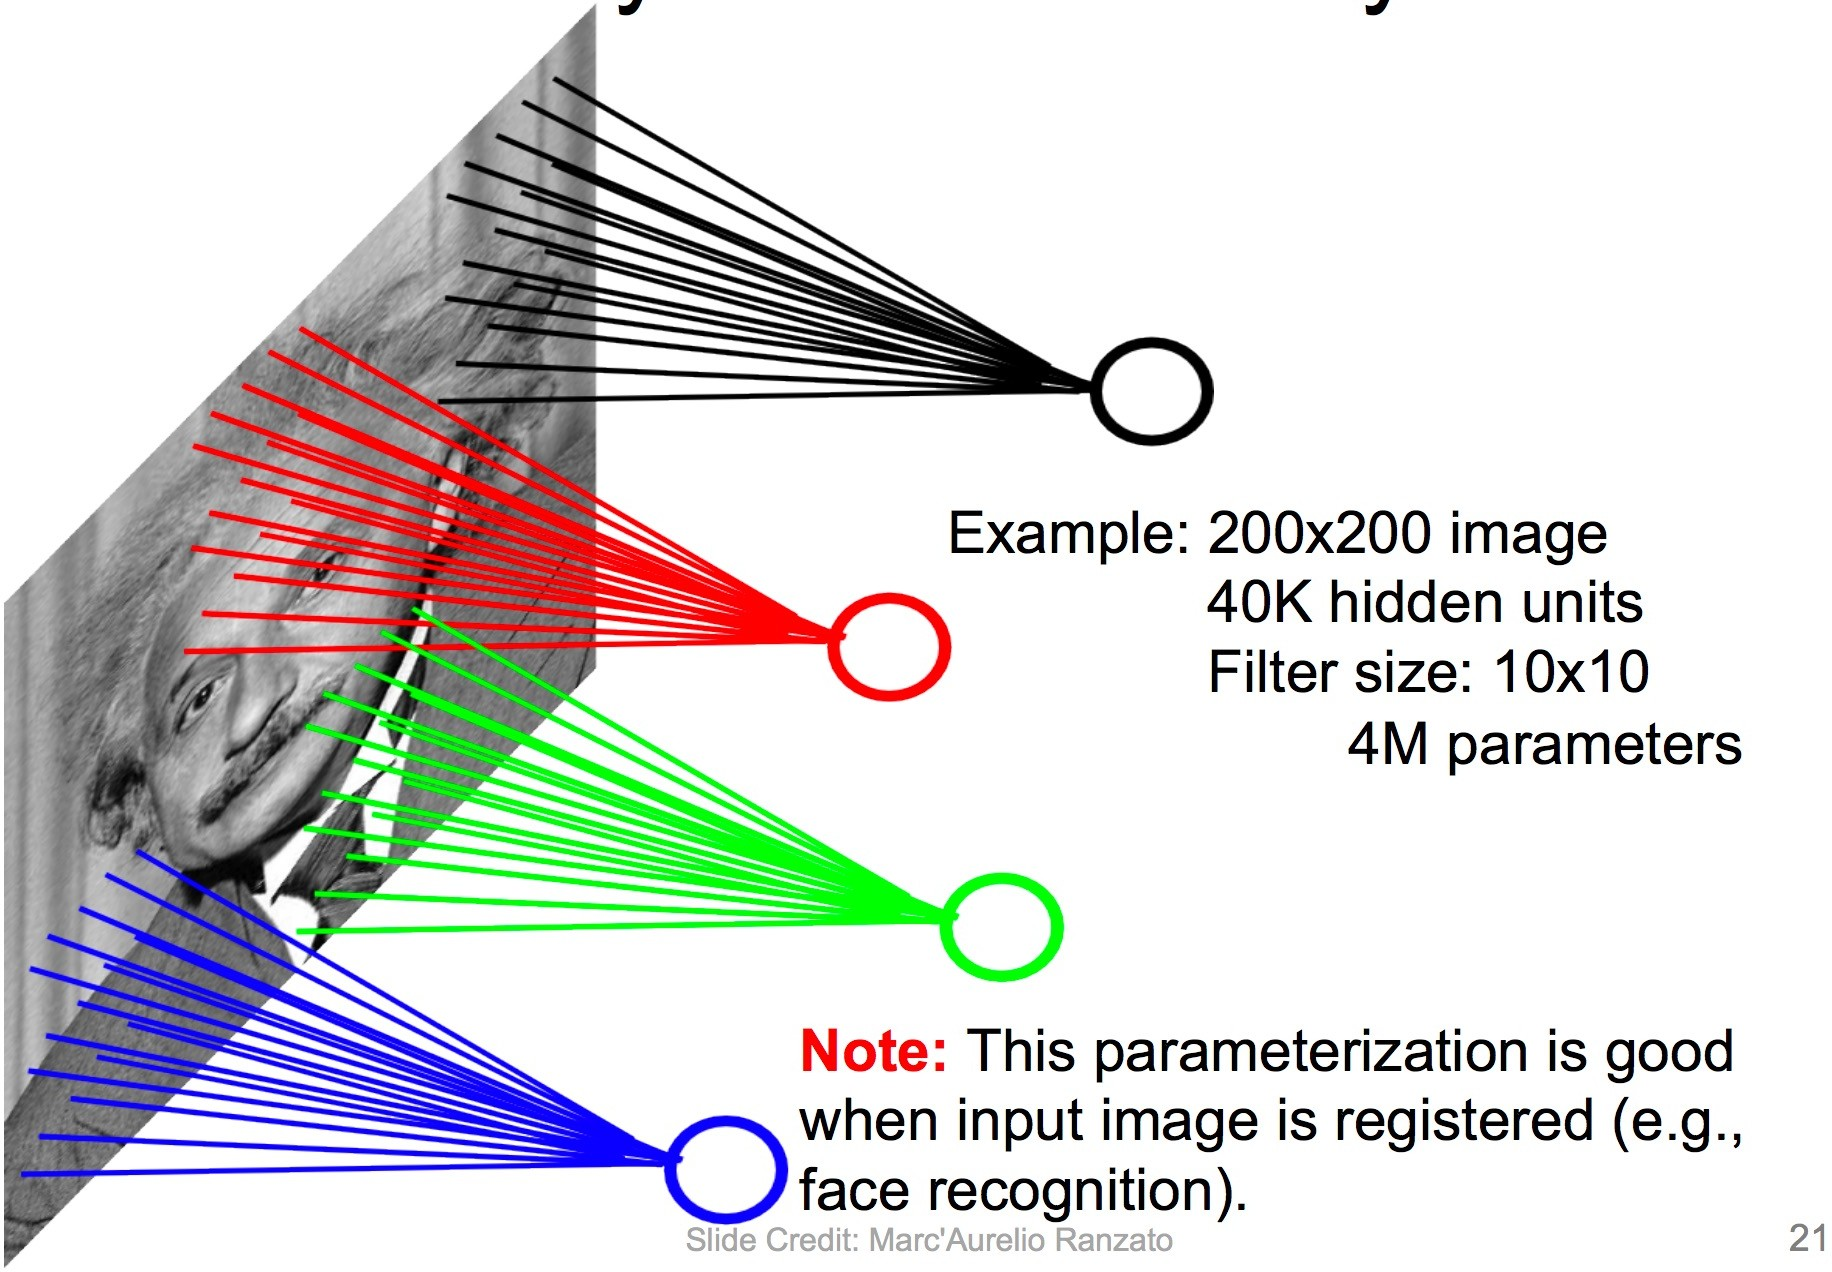 Example: 200x200 image
40K hidden units
Filter size: 10x10
4M parameters
Note: This parameterization is good
when input image is registered (e.g.,
face recognition).
Slide Credit: Marc'Aurelio Ranzato
21